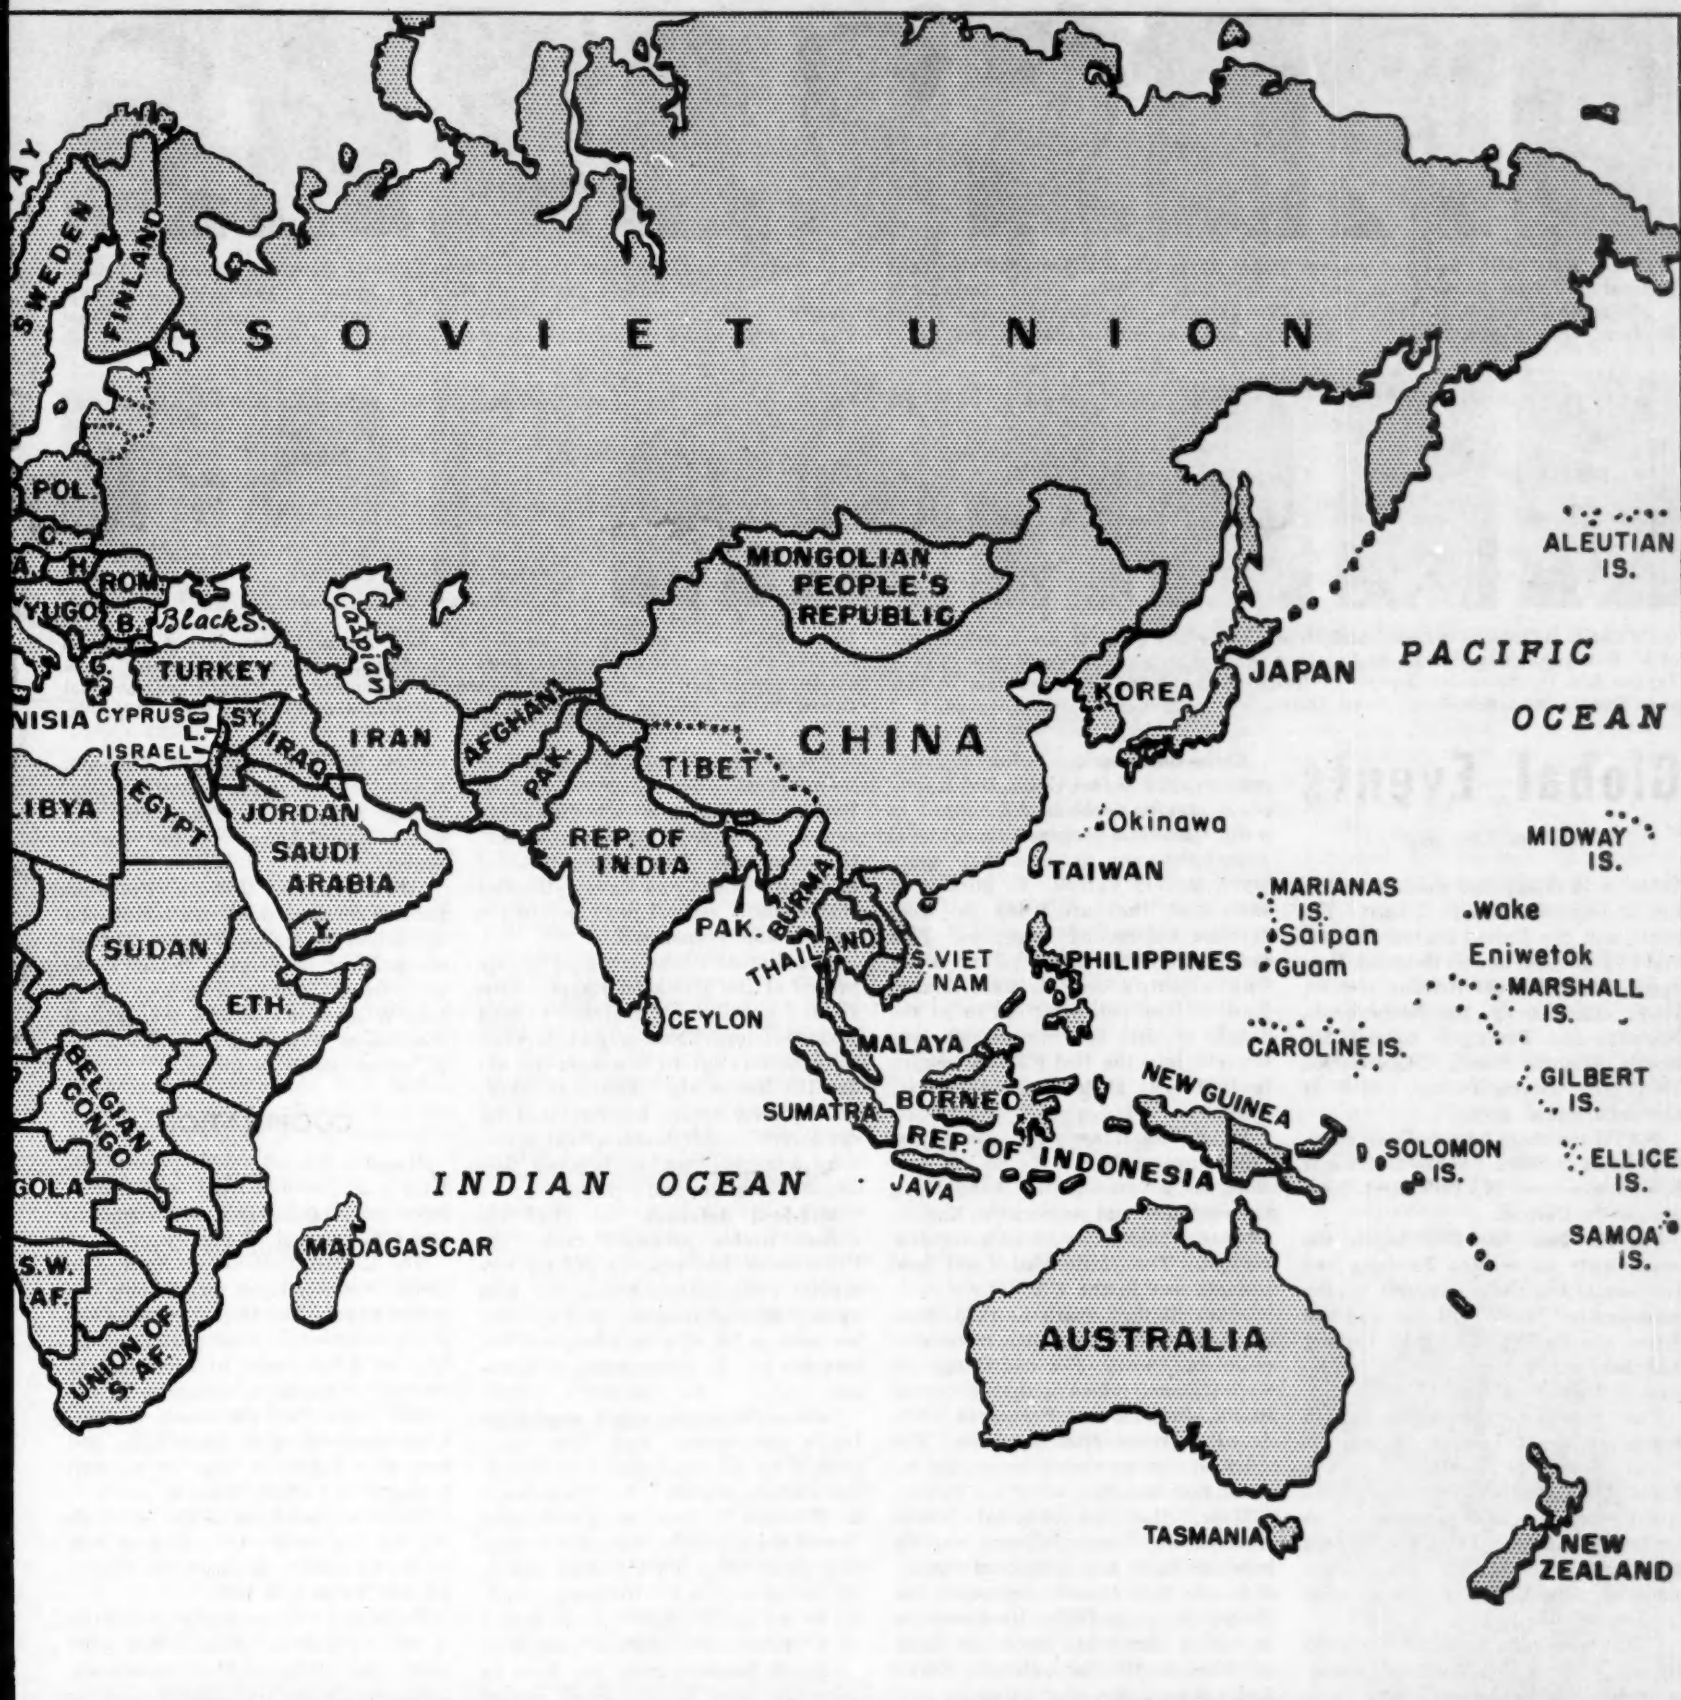 AY
SWEDEN
FINLAND
SOVIET UNION
POL.
C.
A.
H.
ROM.
YUGO
B.
Black S.
Caspian
MONGOLIAN
PEOPLE'S
REPUBLIC
G.
TURKEY
KOREA
JAPAN
ALEUTIAN
IS.
PACIFIC
OCEAN
NISIA
CYPRUS
L.
SY.
ISRAEL
IRAQ
IRAN
AFGHAN.
PAK.
TIBET
CHINA
LIBYA
EGYPT
JORDAN
SAUDI
ARABIA
Y.
REP. OF
INDIA
Okinawa
TAIWAN
MIDWAY
IS.
PAK.
BURMA
THAILAND
S. VIET
NAM
PHILIPPINES
MARIANAS
IS.
Saipan
Guam
Wake
Eniwetok
MARSHALL
IS.
SUDAN
ETH.
CEYLON
MALAYA
CAROLINE IS.
BELGIAN
CONGO
SUMATRA
BORNEO
NEW GUINEA
GILBERT
IS.
REP. OF INDONESIA
JAVA
SOLOMON
IS.
ELLICE
IS.
GOLA
INDIAN OCEAN
SAMOA
IS.
MADAGASCAR
S.W.
AF.
UNION OF
S. AF.
AUSTRALIA
TASMANIA
NEW
ZEALAND